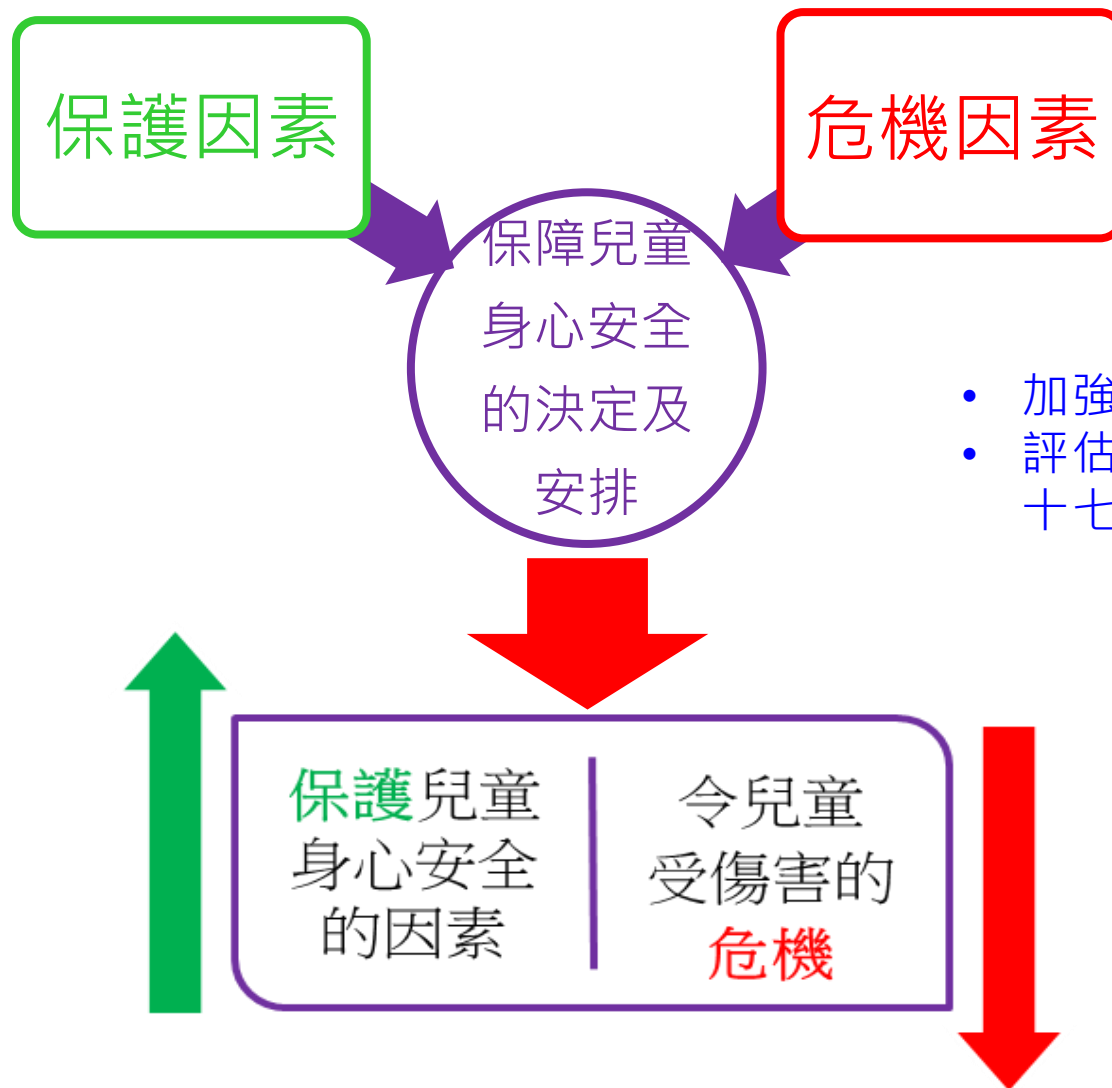 保護因素
危機因素
保障兒童
身心安全
的決定及
安排
• 加強
• 評估
十七
保護兒童
身心安全
的因素
令兒童
受傷害的
危機